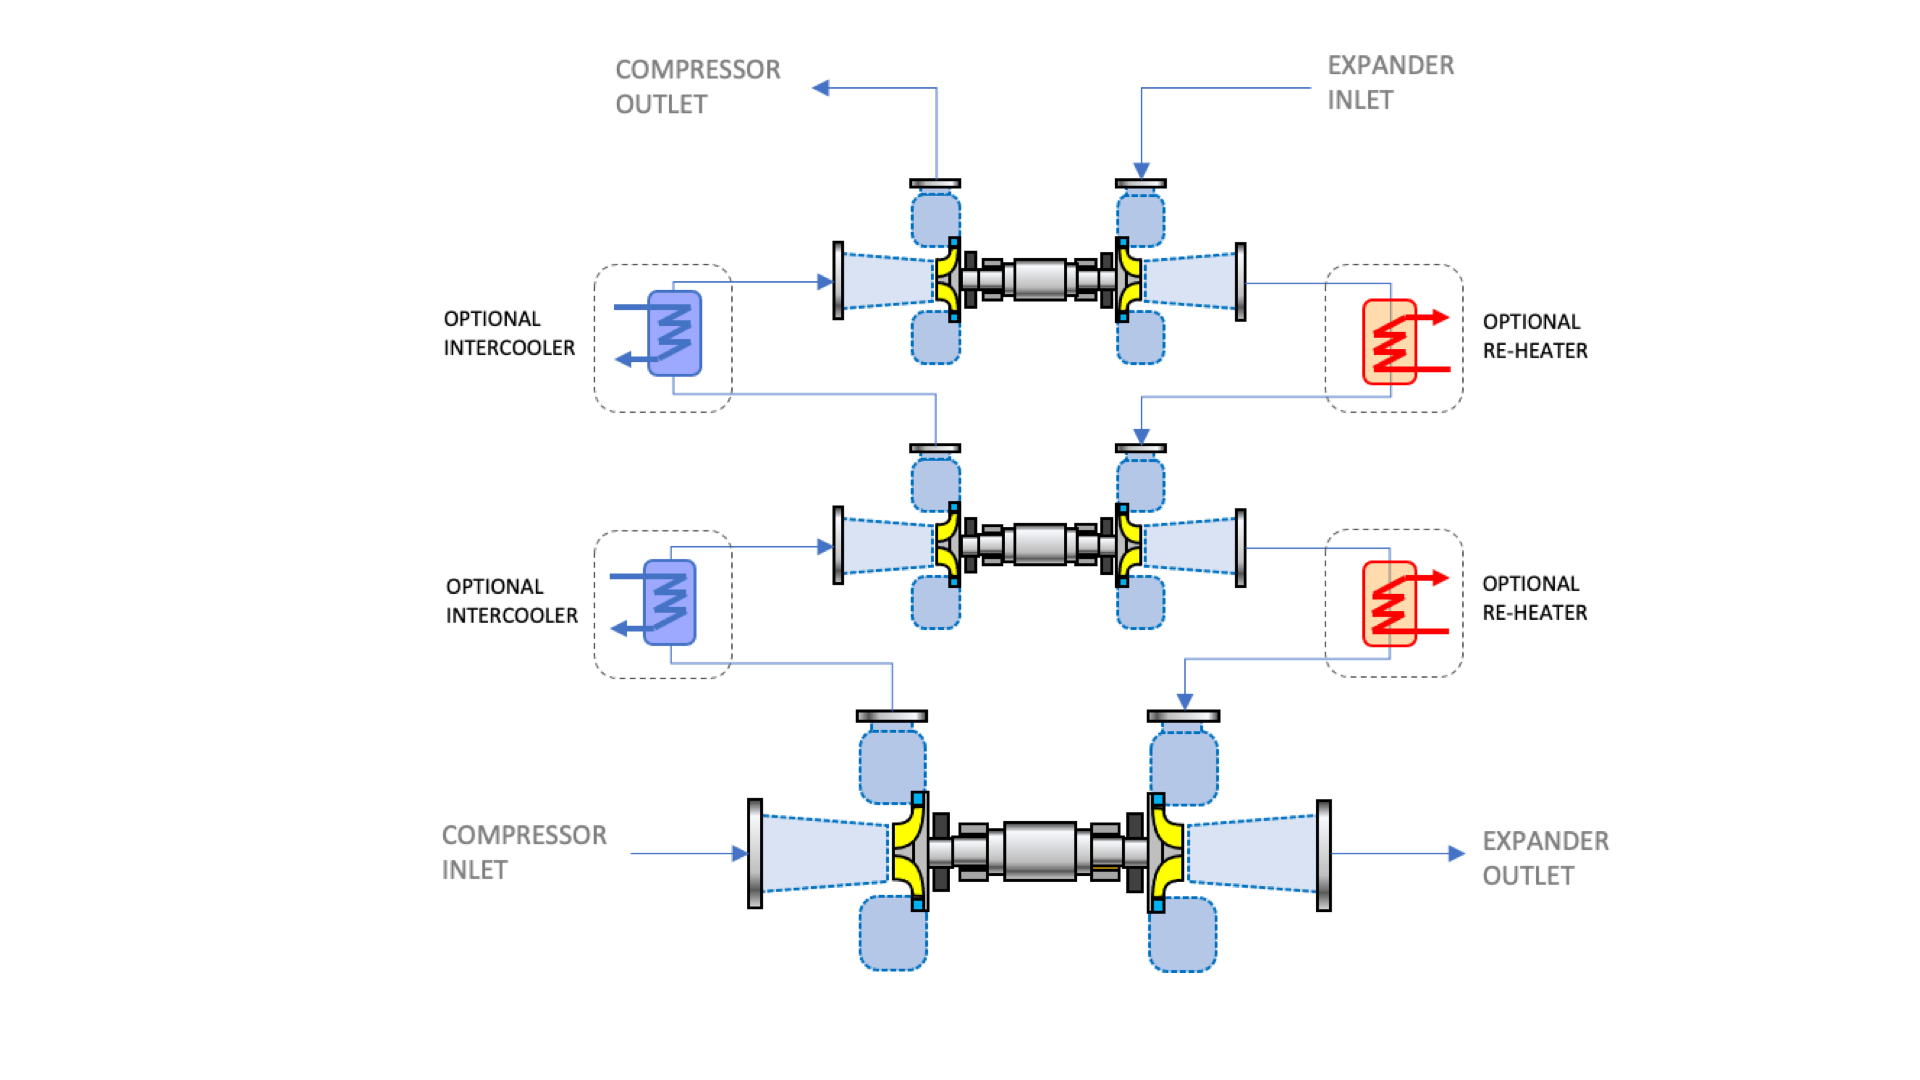 COMPRESSOR
OUTLET
EXPANDER
INLET
OPTIONAL
INTERCOOLER
OPTIONAL
RE-HEATER
OPTIONAL
INTERCOOLER
OPTIONAL
RE-HEATER
COMPRESSOR
INLET
EXPANDER
OUTLET